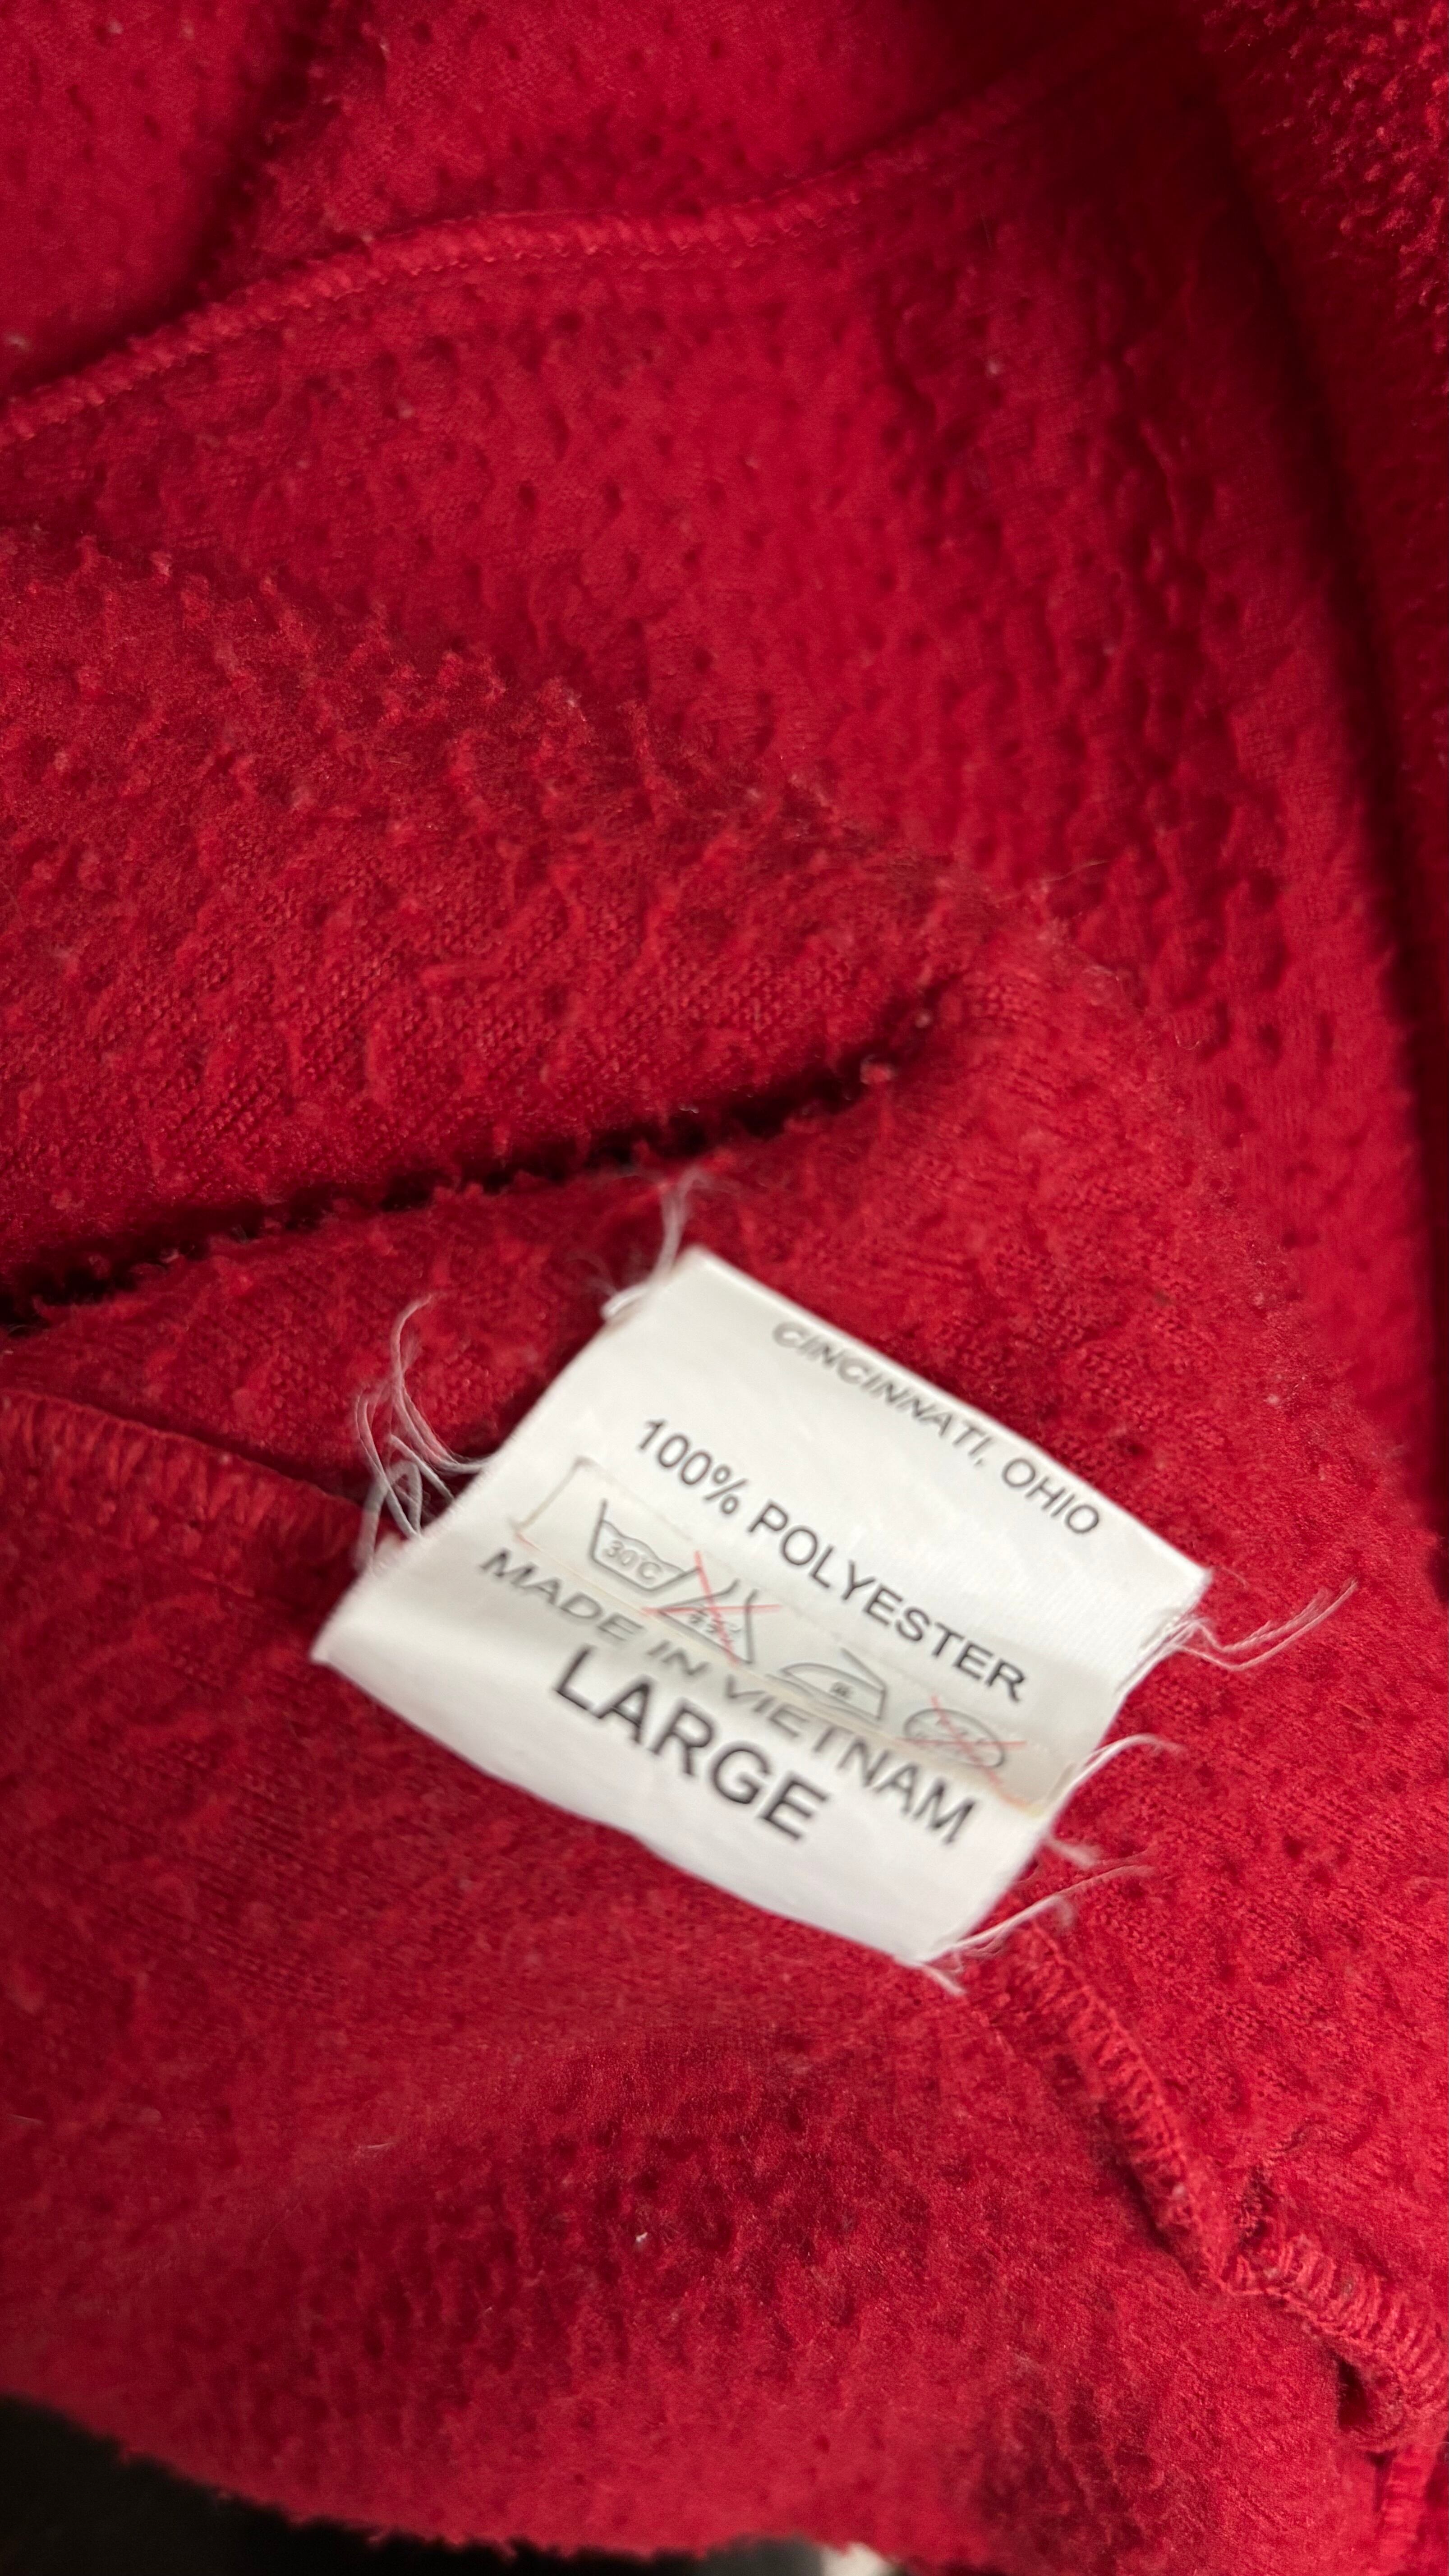 CINCINNATI, OHIO
100% POLYESTER
30°C
MADE IN VIETNAM
LARGE